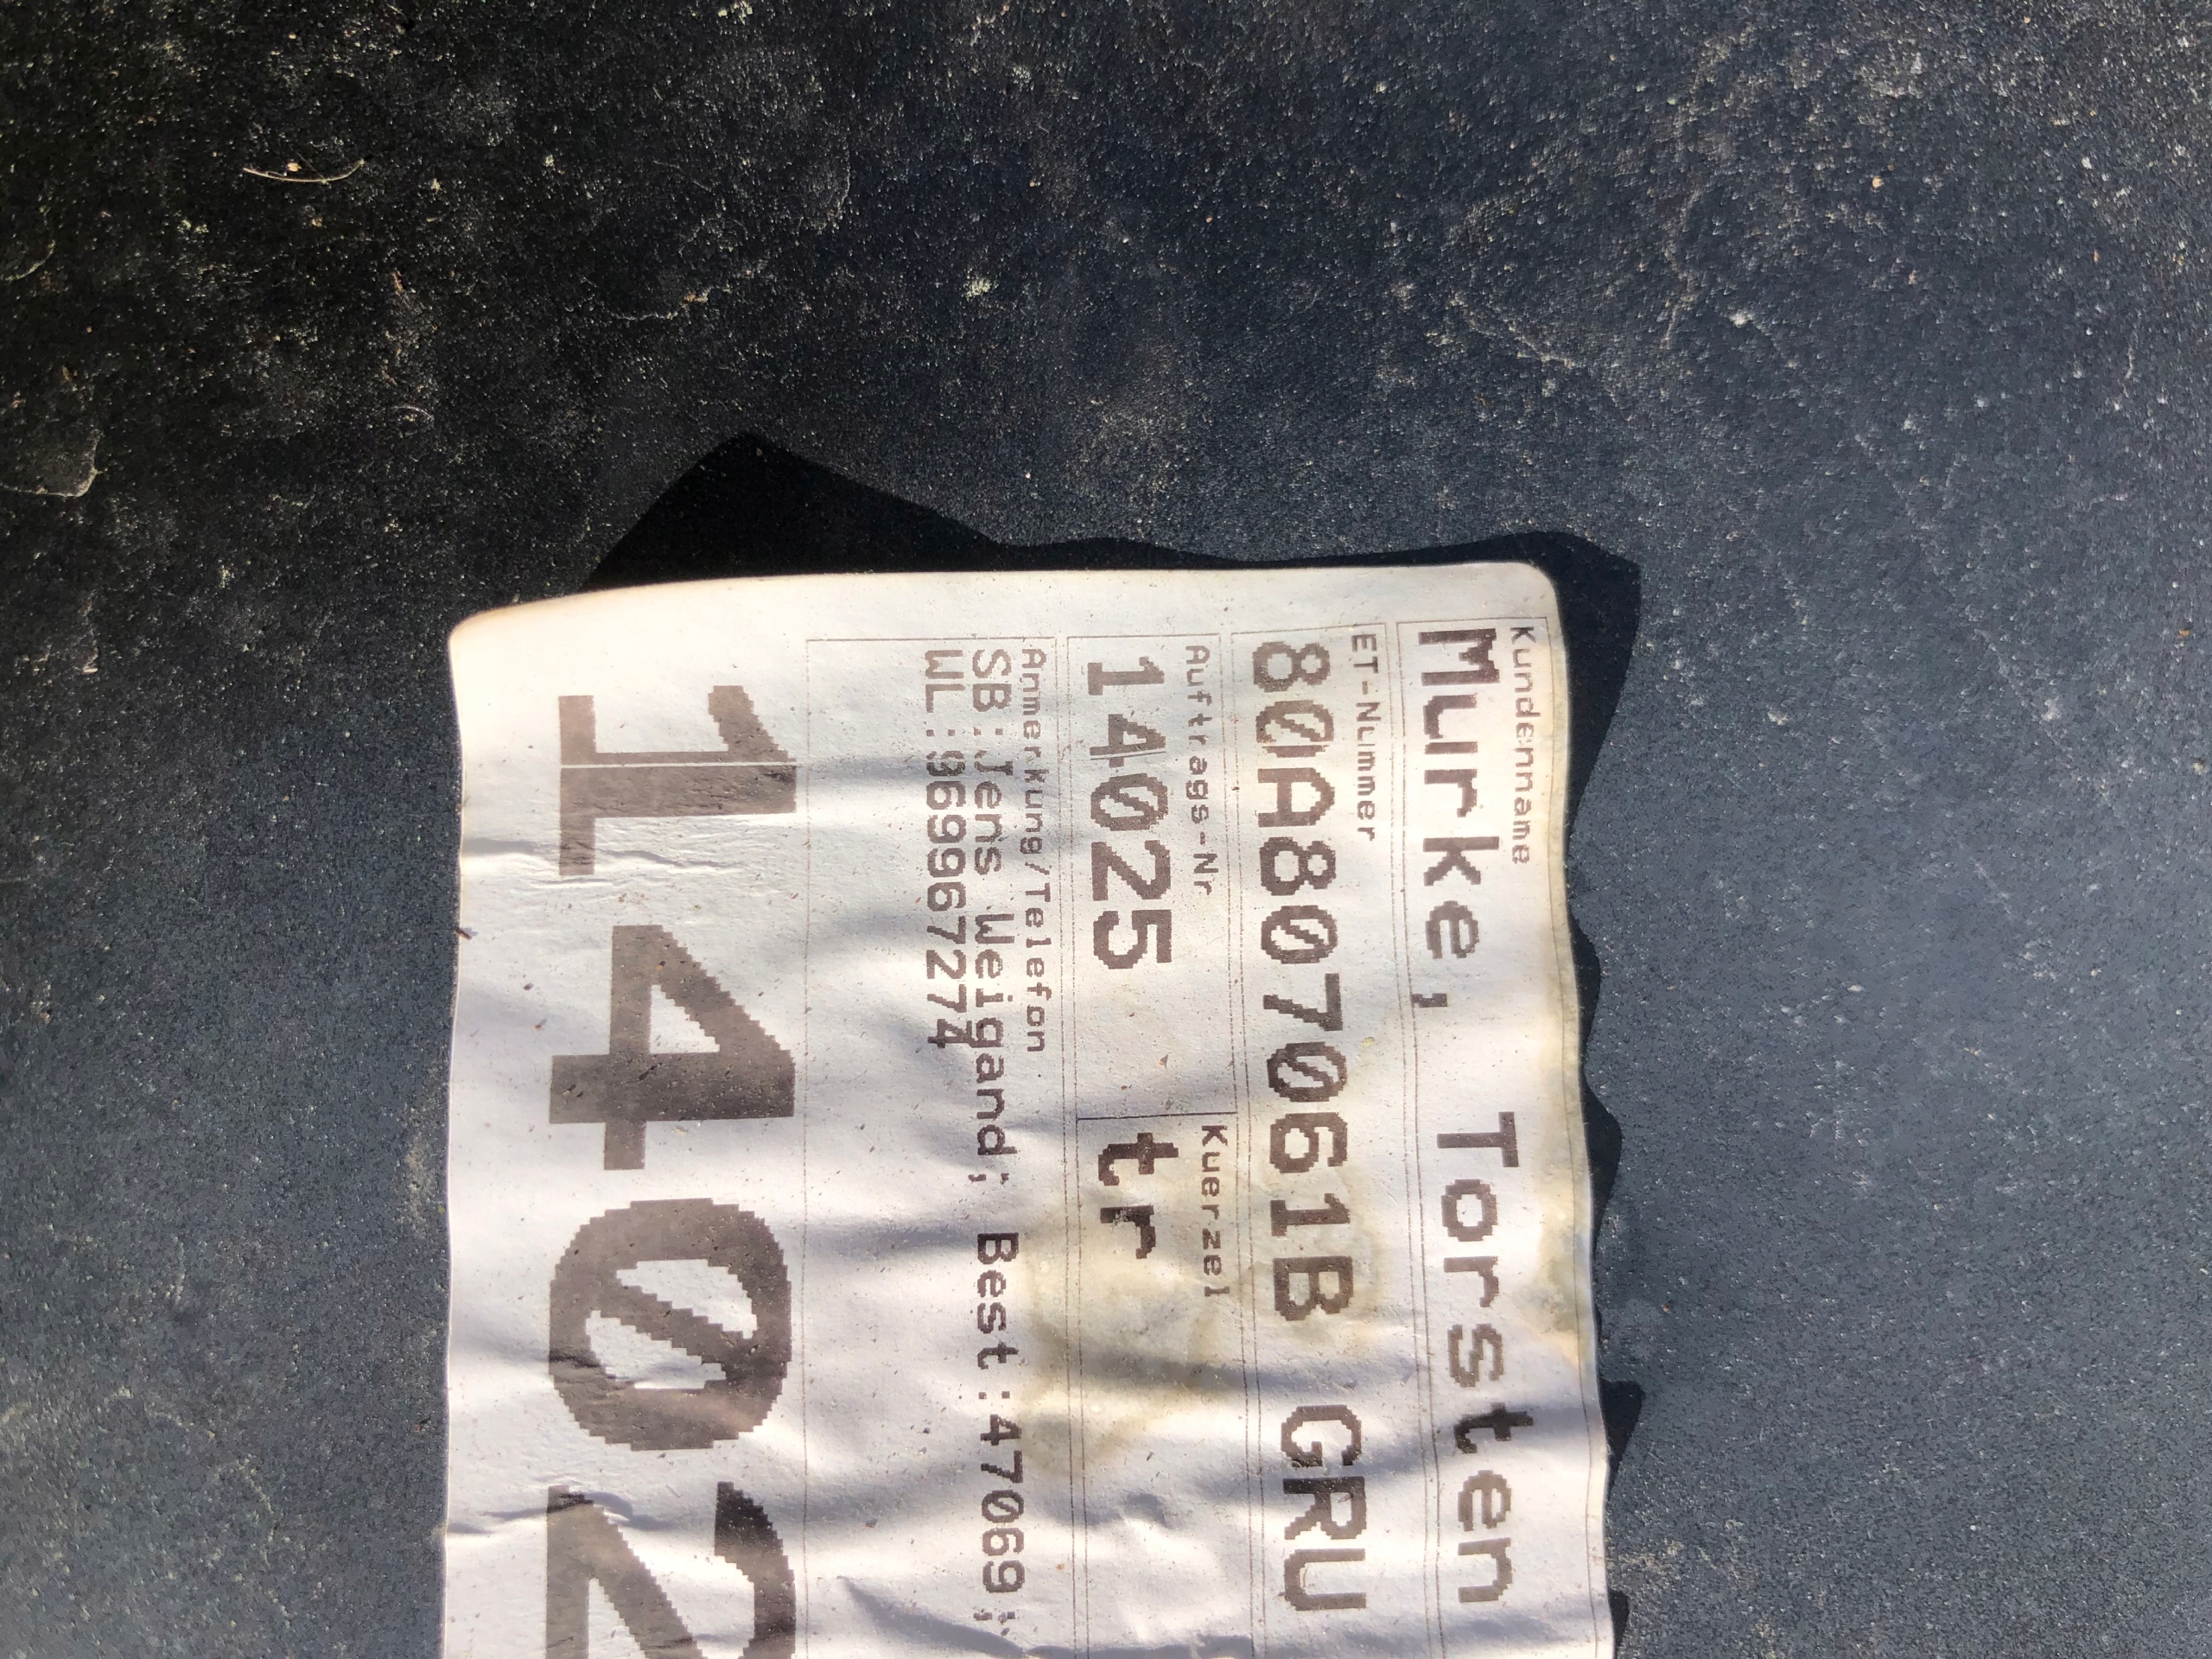 Kundenname
Murke, Torsten
ET-Nummer
80A807061B GRU
Auftrags-Nr
14025
Kuerzel
tr
Anmerkung/Telefon
SB:Jens Weigand; Best:47069;
WL:9699672774
1402